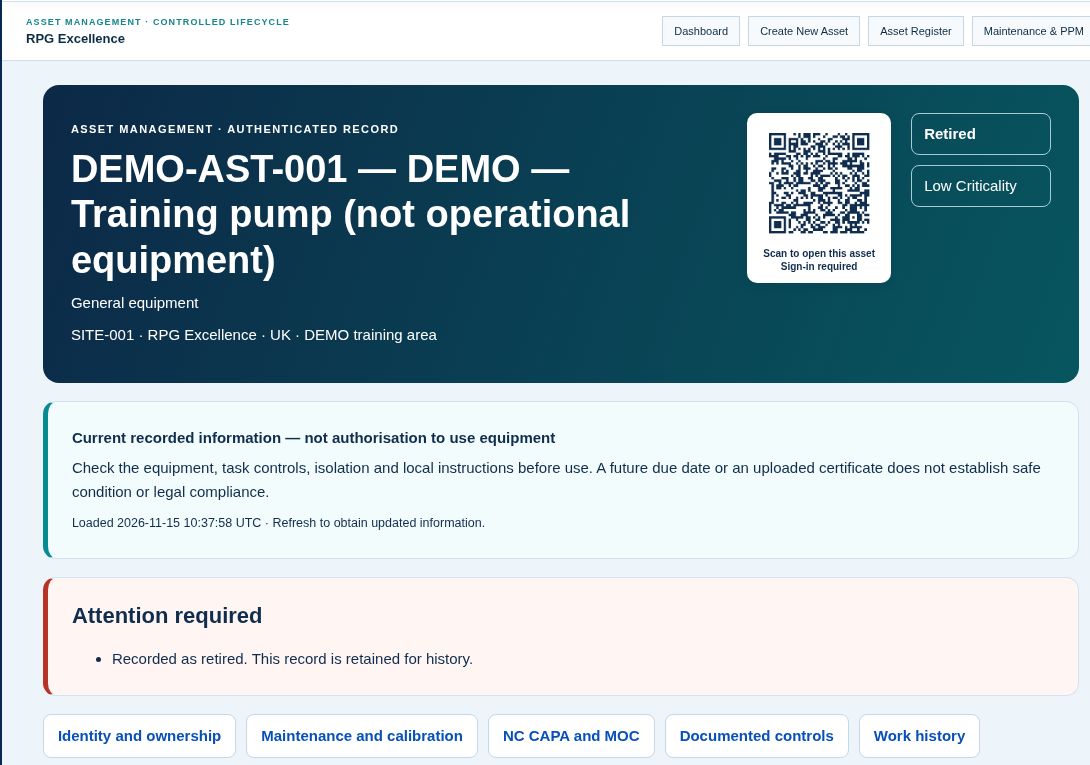 ASSET MANAGEMENT · CONTROLLED LIFECYCLE
RPG Excellence
Dashboard
Create New Asset
Asset Register
Maintenance & PPM
ASSET MANAGEMENT · AUTHENTICATED RECORD
DEMO-AST-001 — DEMO —
Training pump (not operational
equipment)
General equipment
SITE-001 · RPG Excellence · UK · DEMO training area
Scan to open this asset
Sign-in required
Retired
Low Criticality
Current recorded information — not authorisation to use equipment
Check the equipment, task controls, isolation and local instructions before use. A future due date or an uploaded certificate does not establish safe
condition or legal compliance.
Loaded 2026-11-15 10:37:58 UTC · Refresh to obtain updated information.
Attention required
• Recorded as retired. This record is retained for history.
Identity and ownership
Maintenance and calibration
NC CAPA and MOC
Documented controls
Work history